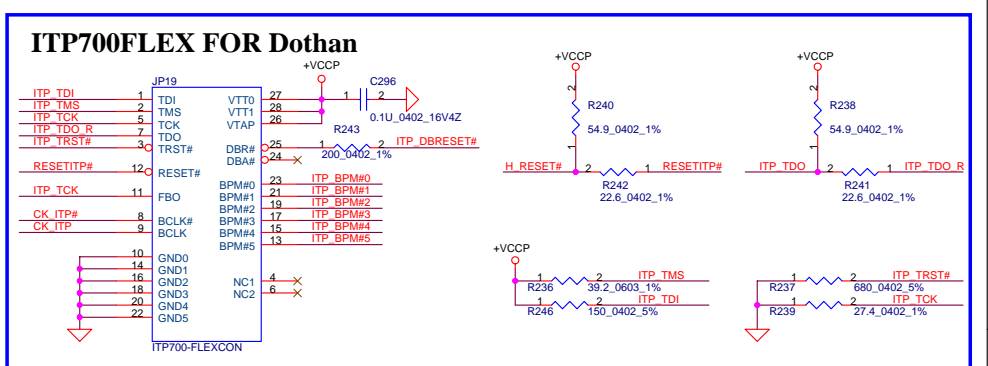 ITP700FLEX FOR Dothan
JP19
ITP_TDI 1 TDI
ITP_TMS 2 TMS
ITP_TCK 5 TCK
ITP_TDO_R 7 TDO
ITP_TRST# 3 TRST#
RESETITP# 12 RESET#
ITP_TCK 11 FBO
CK_ITP# 8 BCLK#
CK_ITP 9 BCLK
10 GND0
14 GND1
16 GND2
18 GND3
20 GND4
22 GND5
VTT0 27
VTT1 28
VTAP 26
DBR# 25
DBA# 24
BPM#0 23 ITP_BPM#0
BPM#1 21 ITP_BPM#1
BPM#2 19 ITP_BPM#2
BPM#3 17 ITP_BPM#3
BPM#4 15 ITP_BPM#4
BPM#5 13 ITP_BPM#5
NC1 4
NC2 6
ITP700-FLEXCON
+VCCP
C296
1 2
0.1U_0402_16V4Z
R243
1 2 ITP_DBRESET#
200_0402_1%
+VCCP
2
R240
54.9_0402_1%
1
H_RESET# 2 1 RESETITP#
R242
22.6_0402_1%
+VCCP
2
R238
54.9_0402_1%
1
ITP_TDO 2 1 ITP_TDO_R
R241
22.6_0402_1%
+VCCP
1 2 ITP_TMS
R236 39.2_0603_1%
1 2 ITP_TDI
R246 150_0402_5%
1 2 ITP_TRST#
R237 680_0402_5%
1 2 ITP_TCK
R239 27.4_0402_1%